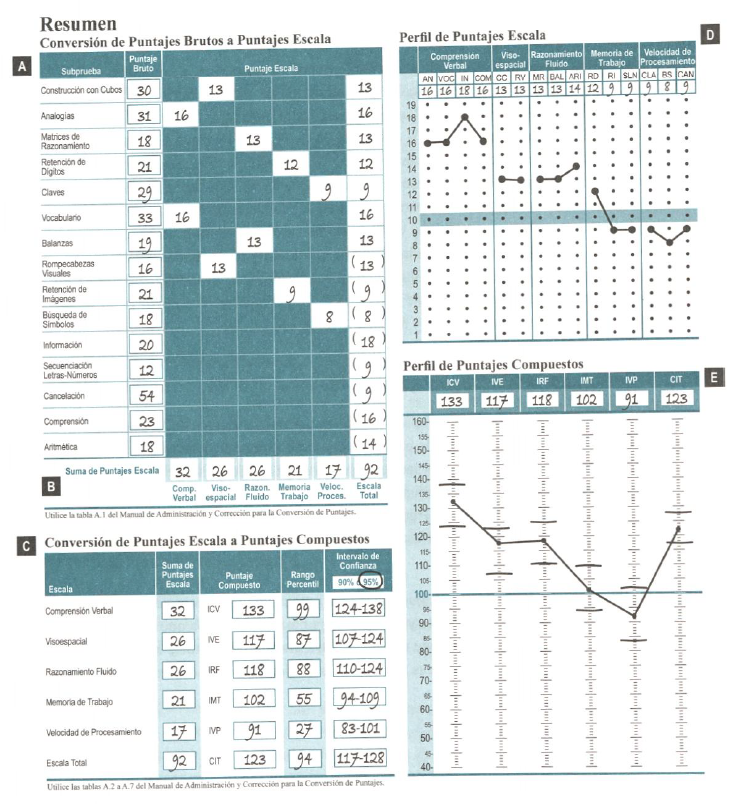 Resumen
Conversión de Puntajes Brutos a Puntajes Escala
A
Subprueba Puntaje Bruto Puntaje Escala
Construcción con Cubos 30 13 13
Analogías 31 16 16
Matrices de Razonamiento 18 13 13
Retención de Dígitos 21 12 12
Claves 29 9 9
Vocabulario 33 16 16
Balanzas 19 13 13
Rompecabezas Visuales 16 13 (13)
Retención de Imágenes 21 9 (9)
Búsqueda de Símbolos 18 8 (8)
Información 20 (18)
Secuenciación Letras-Números 12 (9)
Cancelación 54 (9)
Comprensión 23 (16)
Aritmética 18 (14)
Suma de Puntajes Escala 32 26 26 21 17 92
B
Comp. Verbal Viso-espacial Razon. Fluido Memoria Trabajo Veloc. Proces. Escala Total
Utilice la tabla A.1 del Manual de Administración y Corrección para la Conversión de Puntajes.
C
Conversión de Puntajes Escala a Puntajes Compuestos
Escala Suma de Puntajes Escala Puntaje Compuesto Rango Percentil Intervalo de Confianza 90% ó 95%
Comprensión Verbal 32 ICV 133 99 124-138
Visoespacial 26 IVE 117 87 107-124
Razonamiento Fluido 26 IRF 118 88 110-124
Memoria de Trabajo 21 IMT 102 55 94-109
Velocidad de Procesamiento 17 IVP 91 27 83-101
Escala Total 92 CIT 123 94 117-128
Utilice las tablas A.2 a A.7 del Manual de Administración y Corrección para la Conversión de Puntajes.
Perfil de Puntajes Escala
D
Comprensión Verbal Viso-espacial Razonamiento Fluido Memoria de Trabajo Velocidad de Procesamiento
AN VOC IN COM CC RV MR BAL ARI RD RI SLN CLA BS CAN
16 16 18 16 13 13 13 13 14 12 9 9 9 8 9
19
18
17
16
15
14
13
12
11
10
9
8
7
6
5
4
3
2
1
Perfil de Puntajes Compuestos
E
ICV IVE IRF IMT IVP CIT
133 117 118 102 91 123
160
155
150
145
140
135
130
125
120
115
110
105
100
95
90
85
80
75
70
65
60
55
50
45
40